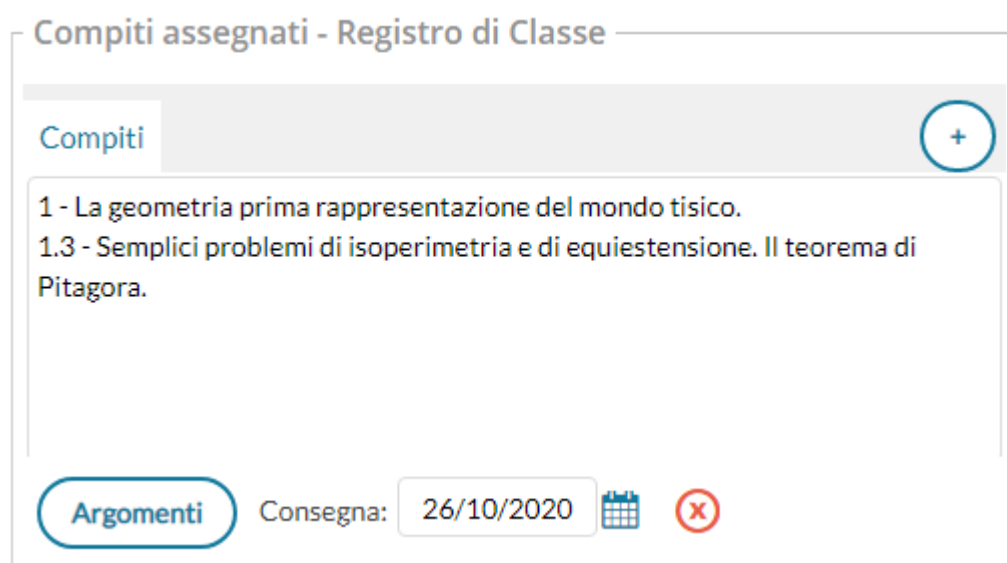 Compiti assegnati - Registro di Classe
Compiti
+
1 - La geometria prima rappresentazione del mondo tisico.
1.3 - Semplici problemi di isoperimetria e di equiestensione. Il teorema di
Pitagora.
Argomenti Consegna: 26/10/2020 x